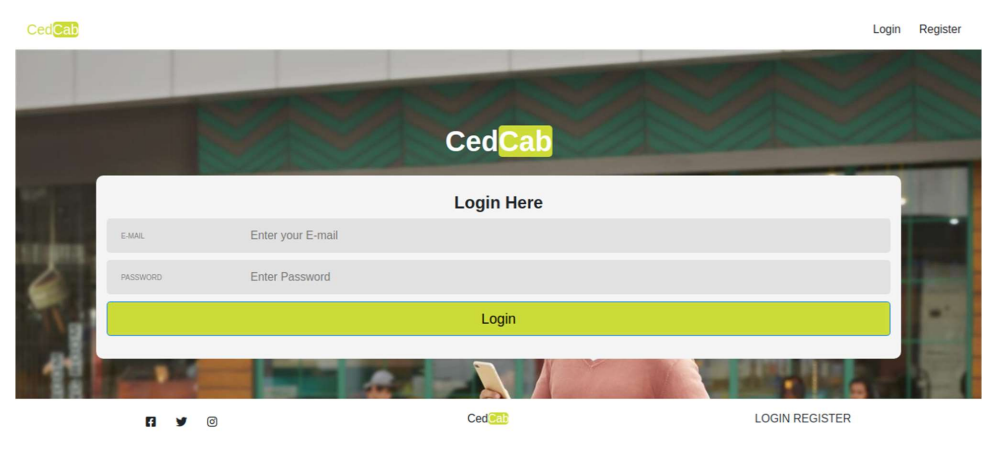 CedCab
Login Register
CedCab
Login Here
E-MAIL Enter your E-mail
PASSWORD Enter Password
Login
CedCab
LOGIN REGISTER